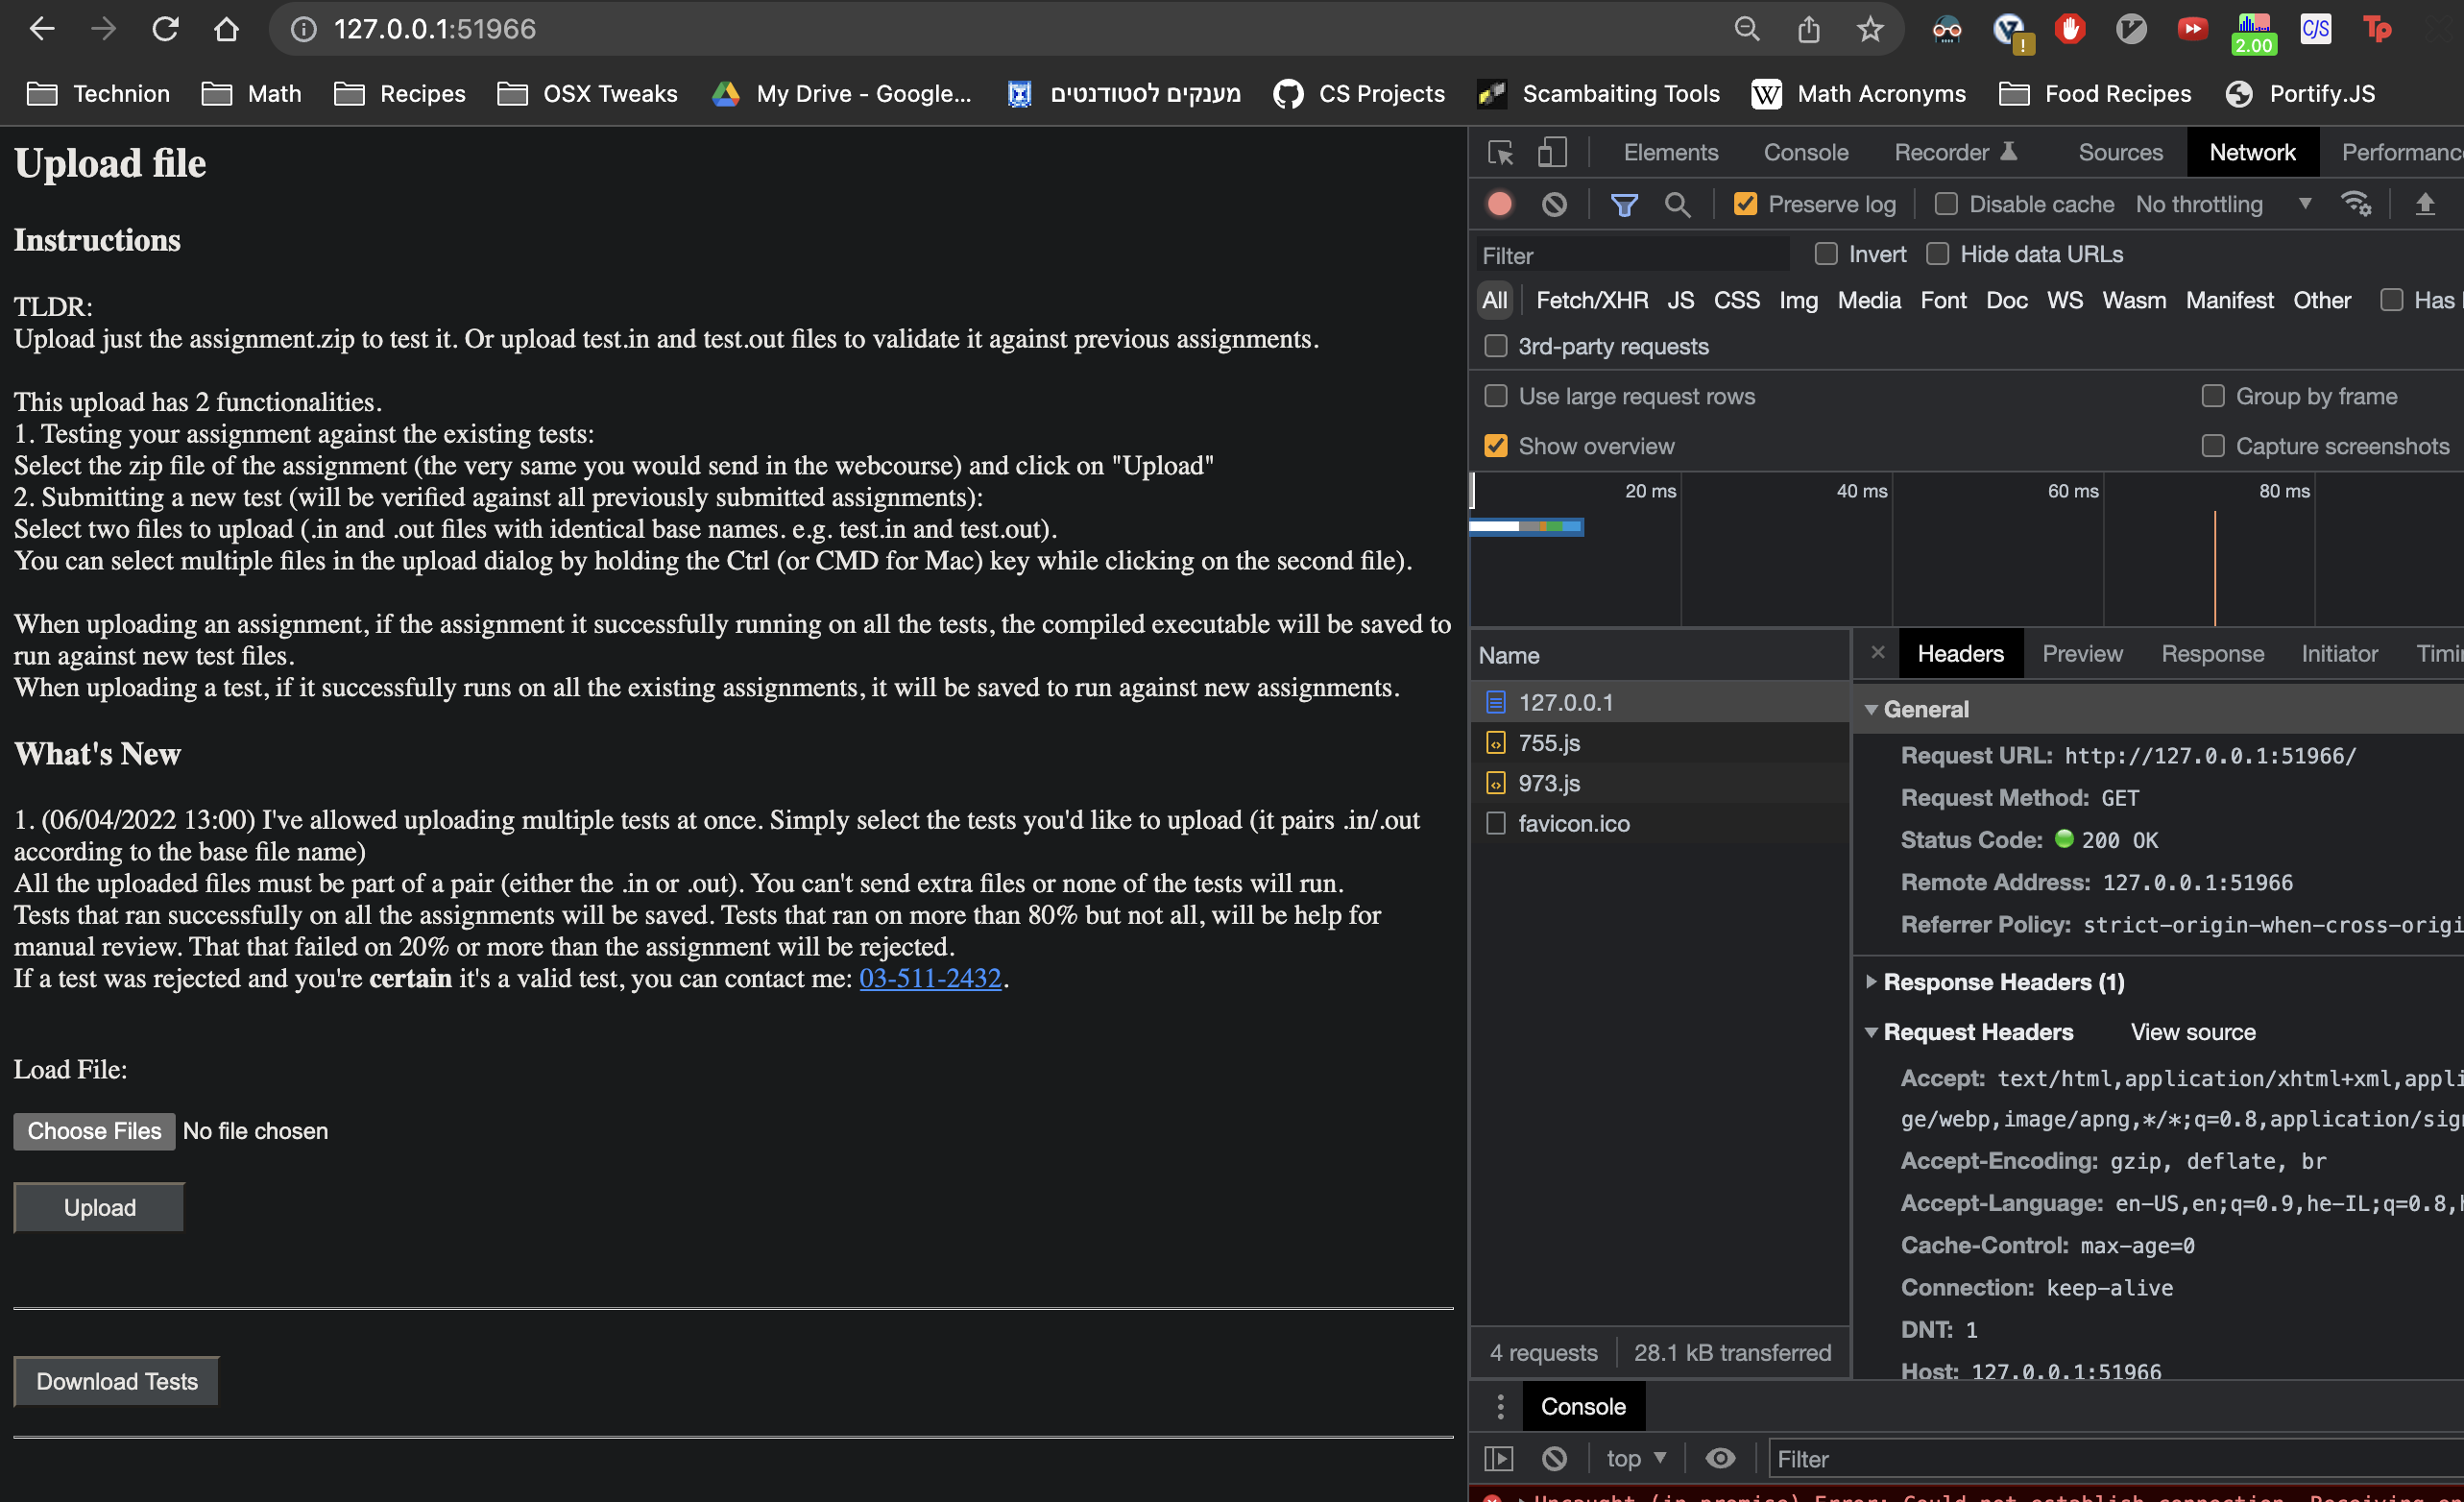 127.0.0.1:51966
2.00
C/S
Tp
Technion
Math
Recipes
OSX Tweaks
My Drive - Google...
מענקים לסטודנטים
CS Projects
Scambaiting Tools
W
Math Acronyms
Food Recipes
Portify.JS
Upload file
Instructions
TLDR:
Upload just the assignment.zip to test it. Or upload test.in and test.out files to validate it against previous assignments.
This upload has 2 functionalities.
1. Testing your assignment against the existing tests:
Select the zip file of the assignment (the very same you would send in the webcourse) and click on "Upload"
2. Submitting a new test (will be verified against all previously submitted assignments):
Select two files to upload (.in and .out files with identical base names. e.g. test.in and test.out).
You can select multiple files in the upload dialog by holding the Ctrl (or CMD for Mac) key while clicking on the second file).
When uploading an assignment, if the assignment it successfully running on all the tests, the compiled executable will be saved to
run against new test files.
When uploading a test, if it successfully runs on all the existing assignments, it will be saved to run against new assignments.
What's New
1. (06/04/2022 13:00) I've allowed uploading multiple tests at once. Simply select the tests you'd like to upload (it pairs .in/.out
according to the base file name)
All the uploaded files must be part of a pair (either the .in or .out). You can't send extra files or none of the tests will run.
Tests that ran successfully on all the assignments will be saved. Tests that ran on more than 80% but not all, will be help for
manual review. That that failed on 20% or more than the assignment will be rejected.
If a test was rejected and you're certain it's a valid test, you can contact me: 03-511-2432.
Load File:
Choose Files No file chosen
Upload
Download Tests
Elements
Console
Recorder
Sources
Network
Performanc
Preserve log
Disable cache
No throttling
Filter
Invert
Hide data URLs
All
Fetch/XHR JS CSS Img Media Font Doc WS Wasm Manifest Other
Has
3rd-party requests
Use large request rows
Group by frame
Show overview
Capture screenshots
20 ms
40 ms
60 ms
80 ms
Name
127.0.0.1
755.js
973.js
favicon.ico
4 requests
28.1 kB transferred
Headers
Preview
Response
Initiator
Timi
General
Request URL: http://127.0.0.1:51966/
Request Method: GET
Status Code: 200 OK
Remote Address: 127.0.0.1:51966
Referrer Policy: strict-origin-when-cross-origi
Response Headers (1)
Request Headers
View source
Accept: text/html,application/xhtml+xml,appli
ge/webp,image/apng,*/*;q=0.8,application/sig
Accept-Encoding: gzip, deflate, br
Accept-Language: en-US,en;q=0.9,he-IL;q=0.8,h
Cache-Control: max-age=0
Connection: keep-alive
DNT: 1
Host: 127.0.0.1:51966
Console
top
Filter
Uncaught (in promise) Error: Could not establish connection. Receiving